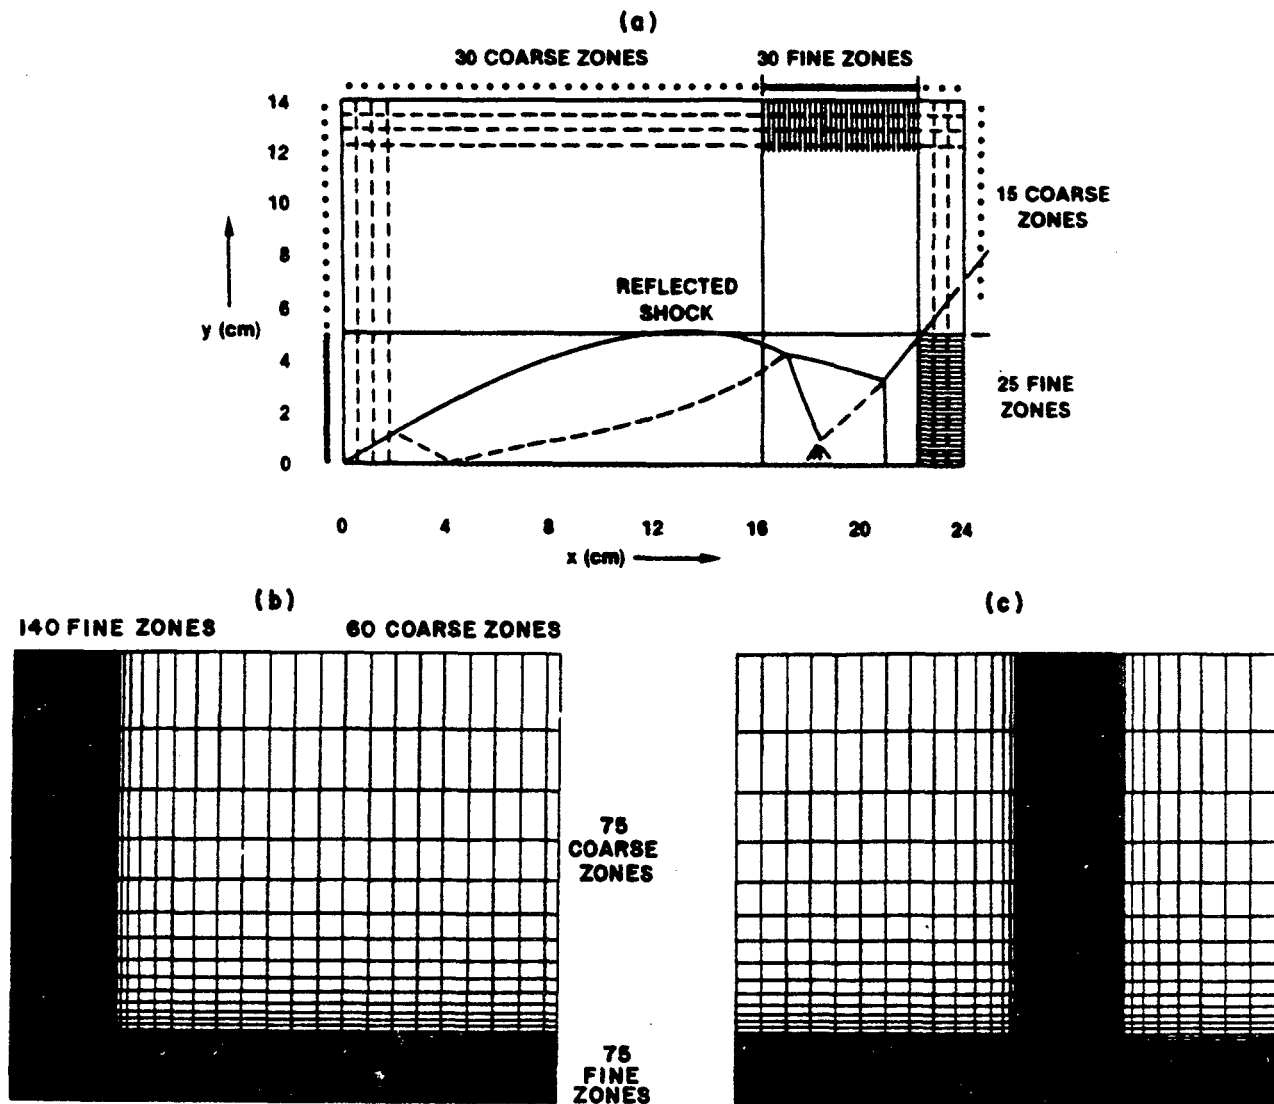 (a)
30 COARSE ZONES 30 FINE ZONES
14
12
10
8
6
4
2
0
y (cm)
REFLECTED
SHOCK
15 COARSE
ZONES
25 FINE
ZONES
0 4 8 12 16 20 24
x (cm)
(b)
140 FINE ZONES 60 COARSE ZONES
75
COARSE
ZONES
75
FINE
ZONES
(c)